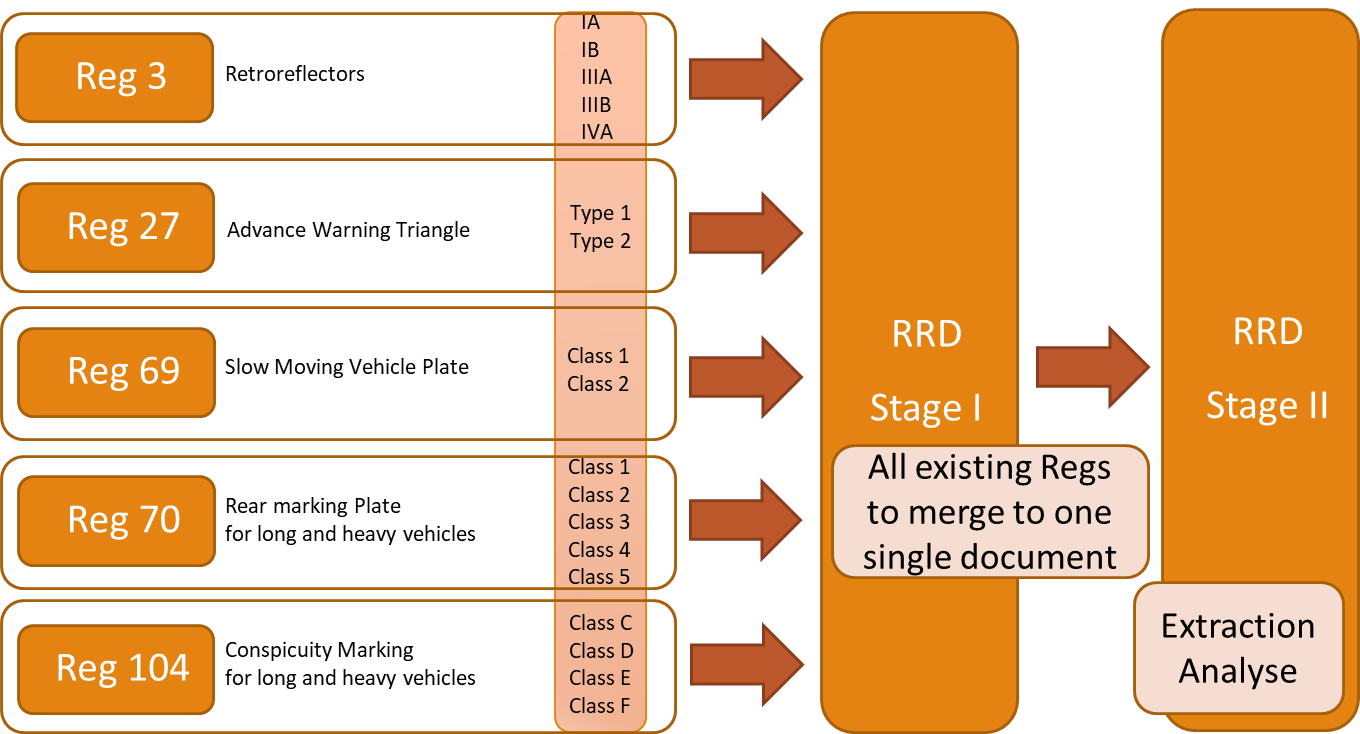 Reg 3
Retroreflectors
IA
IB
IIIA
IIIB
IVA
Reg 27
Advance Warning Triangle
Type 1
Type 2
Reg 69
Slow Moving Vehicle Plate
Class 1
Class 2
Reg 70
Rear marking Plate
for long and heavy vehicles
Class 1
Class 2
Class 3
Class 4
Class 5
Reg 104
Conspicuity Marking
for long and heavy vehicles
Class C
Class D
Class E
Class F
RRD
Stage I
All existing Regs
to merge to one
single document
RRD
Stage II
Extraction
Analyse